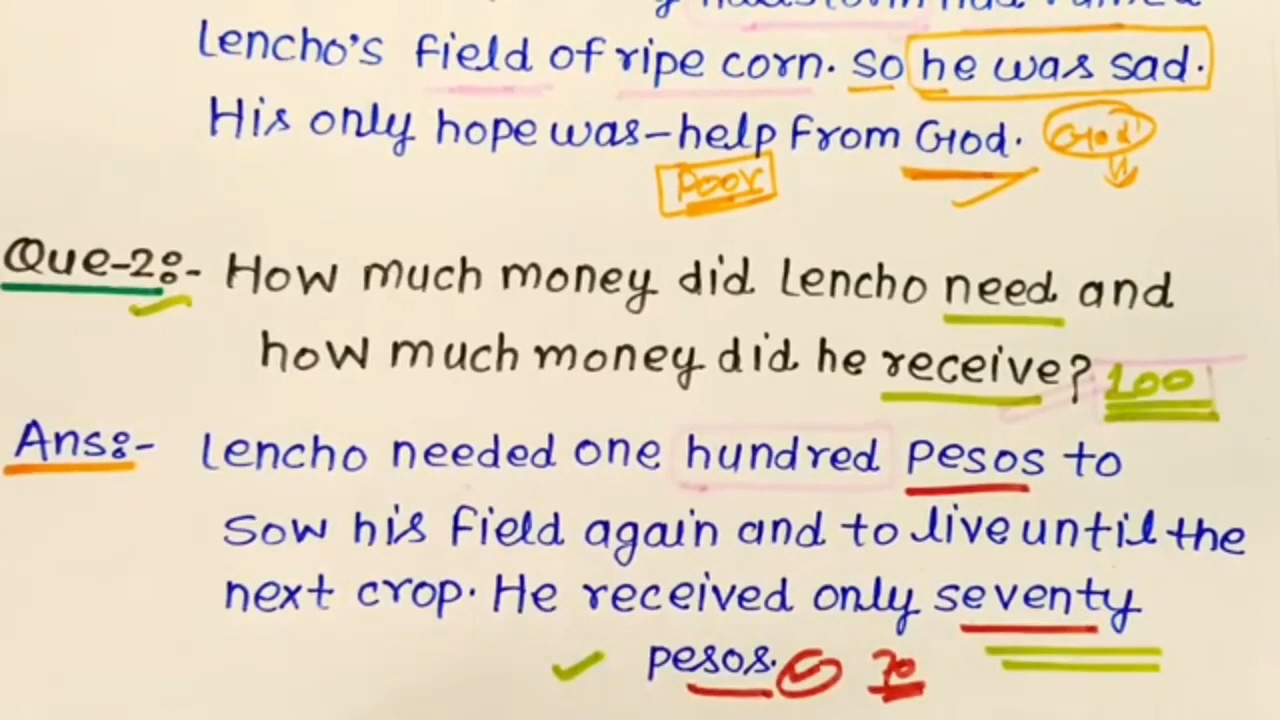 Lencho's field of ripe corn. so he was sad.
His only hope was-help from God. God
Poor
Que-2:- How much money did Lencho need and
how much money did he receive? 100
Ans:- Lencho needed one hundred pesos to
sow his field again and to live until the
next crop. He received only seventy
pesos. 70